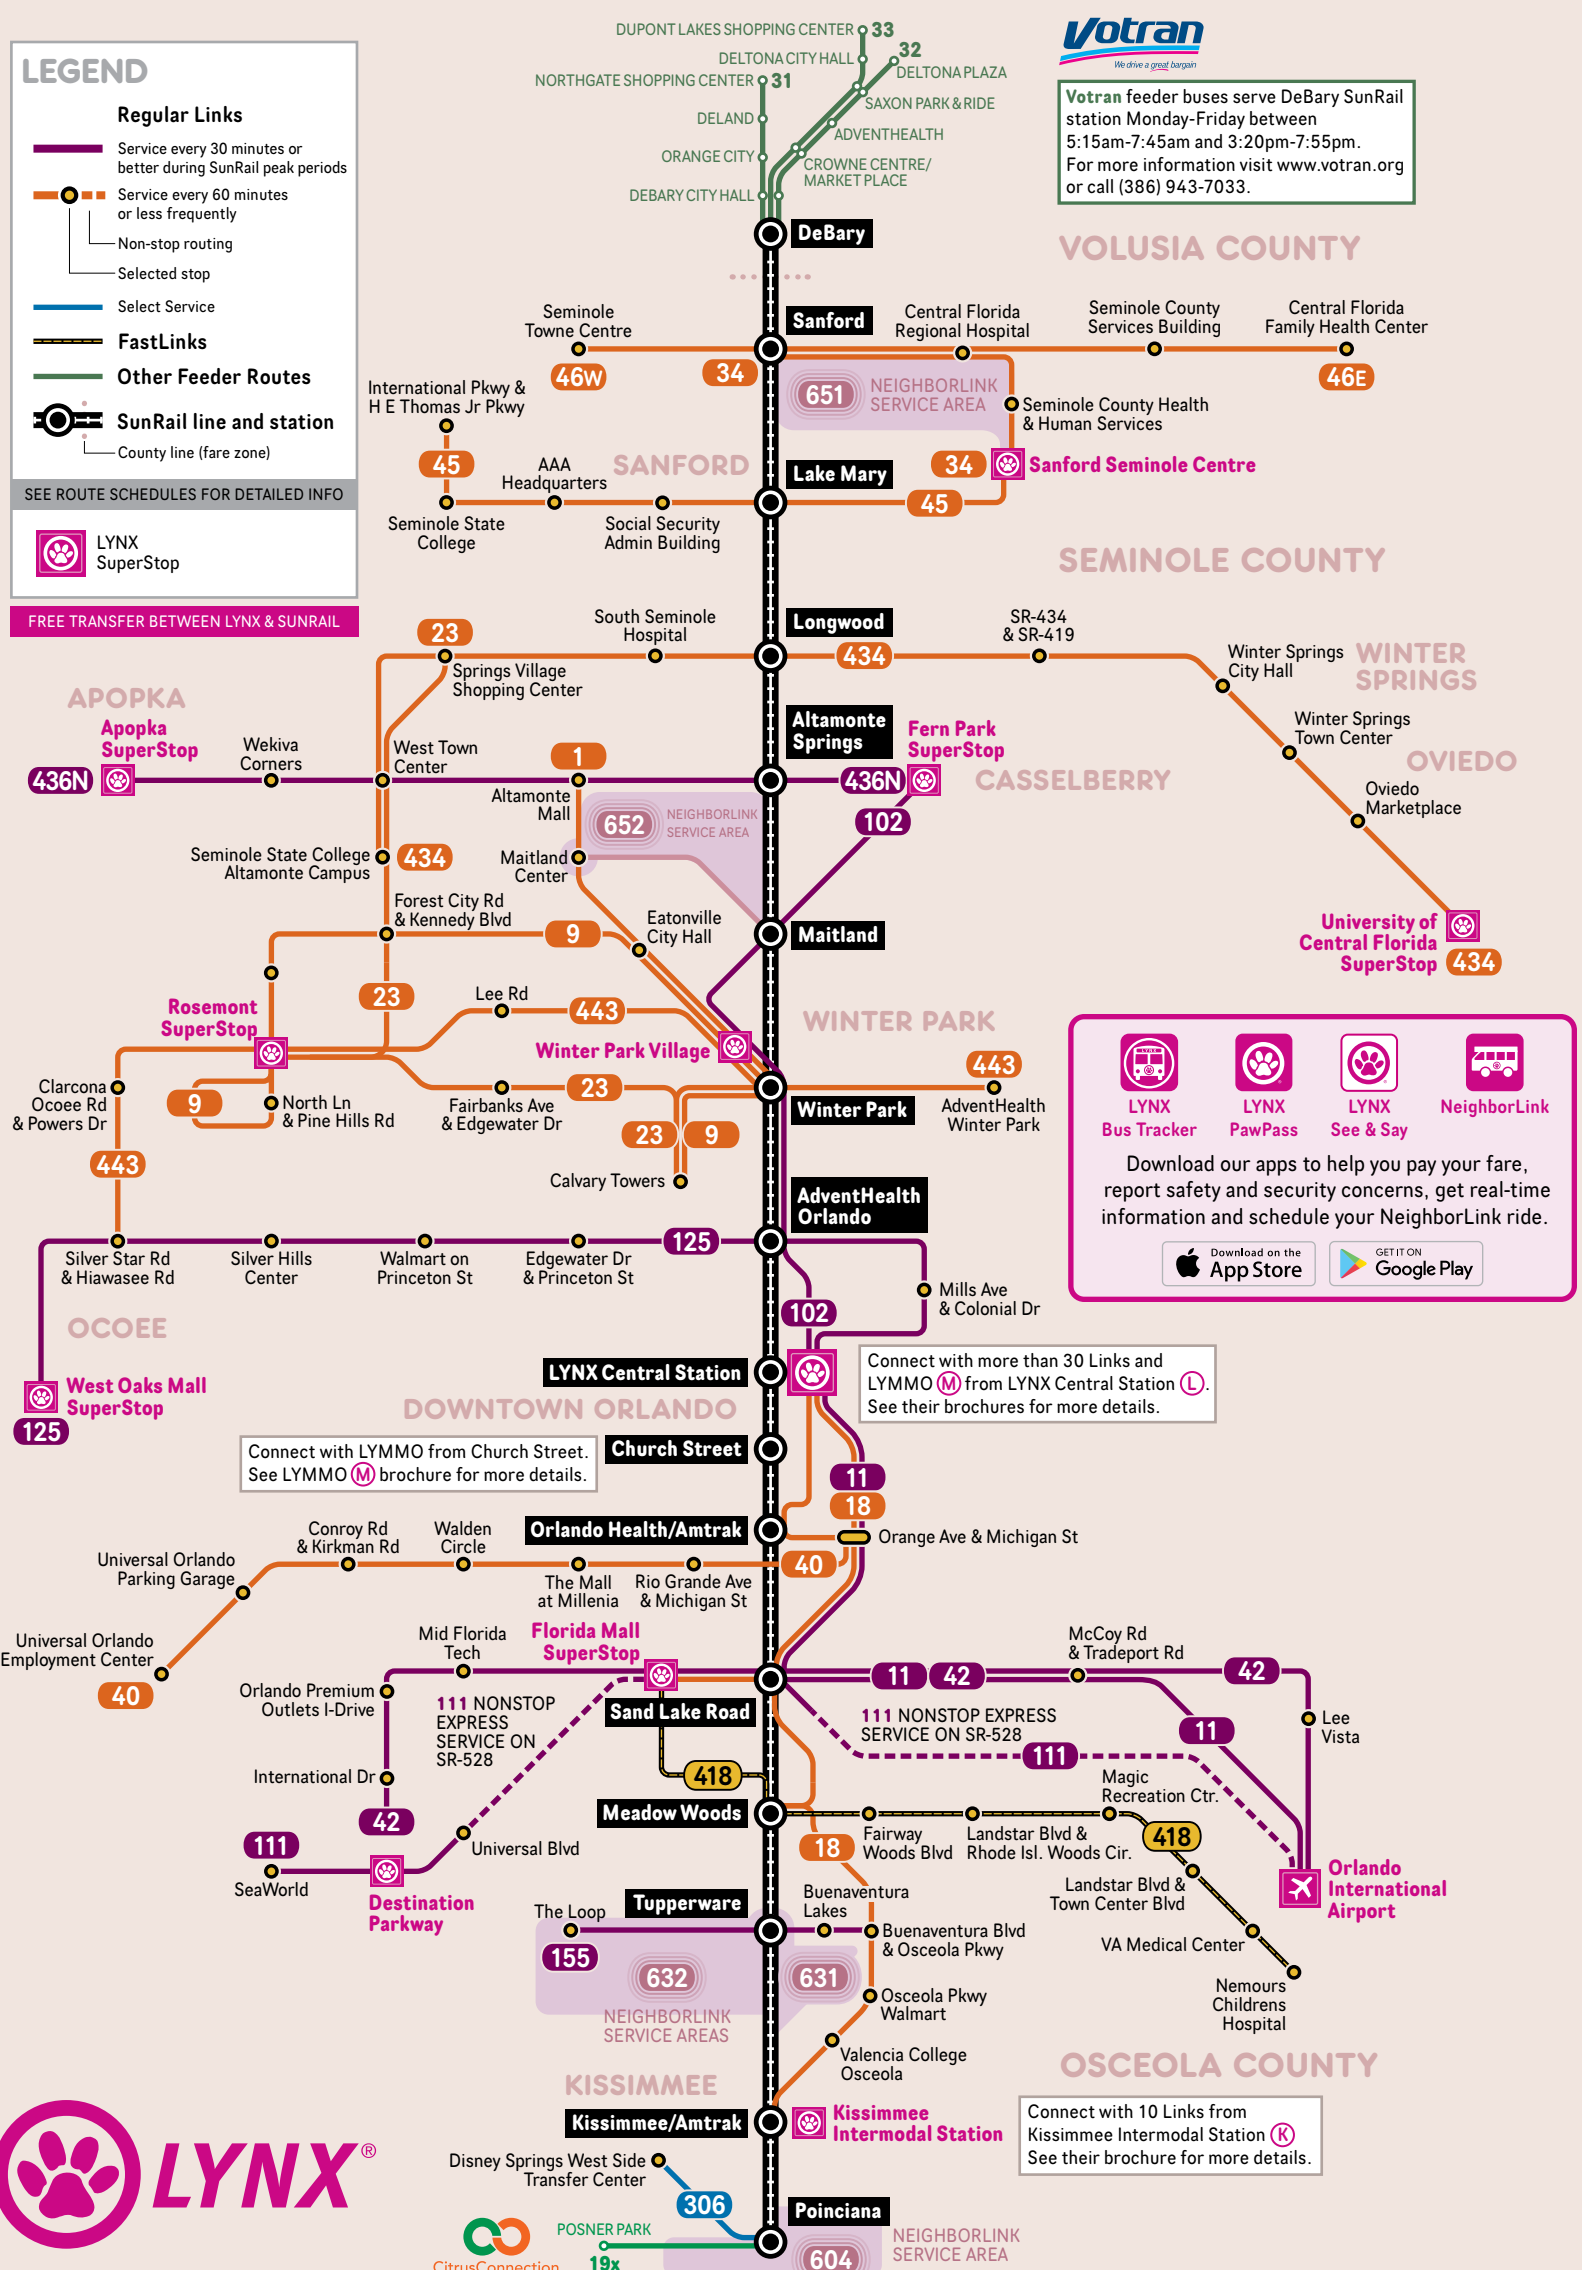 DUPONT LAKES SHOPPING CENTER 33
32
DELTONA CITY HALL
DELTONA PLAZA
NORTHGATE SHOPPING CENTER 31
SAXON PARK & RIDE
DELAND
ADVENTHEALTH
ORANGE CITY
CROWNE CENTRE/
MARKET PLACE
DEBARY CITY HALL
DeBary
Votran
We drive a great bargain
Votran feeder buses serve DeBary SunRail
station Monday-Friday between
5:15am-7:45am and 3:20pm-7:55pm.
For more information visit www.votran.org
or call (386) 943-7033.
LEGEND
Regular Links
Service every 30 minutes or
better during SunRail peak periods
Service every 60 minutes
or less frequently
Non-stop routing
Selected stop
Select Service
FastLinks
Other Feeder Routes
SunRail line and station
County line (fare zone)
SEE ROUTE SCHEDULES FOR DETAILED INFO
LYNX
SuperStop
FREE TRANSFER BETWEEN LYNX & SUNRAIL
VOLUSIA COUNTY
Seminole
Towne Centre
46W
Sanford
34
Central Florida
Regional Hospital
Seminole County
Services Building
Central Florida
Family Health Center
46E
651
NEIGHBORLINK
SERVICE AREA
Seminole County Health
& Human Services
International Pkwy &
H E Thomas Jr Pkwy
45
AAA
Headquarters
SANFORD
Lake Mary
34
Sanford Seminole Centre
45
Seminole State
College
Social Security
Admin Building
SEMINOLE COUNTY
23
South Seminole
Hospital
Longwood
434
SR-434
& SR-419
Springs Village
Shopping Center
Winter Springs
City Hall
WINTER
SPRINGS
APOPKA
Apopka
SuperStop
436N
Wekiva
Corners
West Town
Center
1
Altamonte
Springs
436N
Fern Park
SuperStop
CASSELBERRY
Winter Springs
Town Center
OVIEDO
Oviedo
Marketplace
Altamonte
Mall
652
NEIGHBORLINK
SERVICE AREA
102
Seminole State College
Altamonte Campus
434
Maitland
Center
Forest City Rd
& Kennedy Blvd
9
Eatonville
City Hall
Maitland
University of
Central Florida
SuperStop
434
23
Lee Rd
443
Rosemont
SuperStop
Winter Park Village
WINTER PARK
Clarcona
Ocoee Rd
& Powers Dr
9
North Ln
& Pine Hills Rd
Fairbanks Ave
& Edgewater Dr
23
Winter Park
443
AdventHealth
Winter Park
443
23
9
Calvary Towers
LYNX
Bus Tracker
LYNX
PawPass
LYNX
See & Say
NeighborLink
Download our apps to help you pay your fare,
report safety and security concerns, get real-time
information and schedule your NeighborLink ride.
Download on the
App Store
GET IT ON
Google Play
AdventHealth
Orlando
125
Silver Star Rd
& Hiawasee Rd
Silver Hills
Center
Walmart on
Princeton St
Edgewater Dr
& Princeton St
Mills Ave
& Colonial Dr
102
OCOEE
West Oaks Mall
SuperStop
125
LYNX Central Station
Connect with more than 30 Links and
LYMMO M from LYNX Central Station L.
See their brochures for more details.
DOWNTOWN ORLANDO
Connect with LYMMO from Church Street.
See LYMMO M brochure for more details.
Church Street
11
18
Orlando Health/Amtrak
Orange Ave & Michigan St
40
Conroy Rd
& Kirkman Rd
Walden
Circle
Universal Orlando
Parking Garage
The Mall
at Millenia
Rio Grande Ave
& Michigan St
Universal Orlando
Employment Center
40
Mid Florida
Tech
Florida Mall
SuperStop
Orlando Premium
Outlets I-Drive
111 NONSTOP
EXPRESS
SERVICE ON
SR-528
Sand Lake Road
11 42
McCoy Rd
& Tradeport Rd
42
111 NONSTOP EXPRESS
SERVICE ON SR-528
11
Lee
Vista
111
International Dr
418
42
Meadow Woods
Magic
Recreation Ctr.
111
Universal Blvd
SeaWorld
Destination
Parkway
18
Fairway
Woods Blvd
Landstar Blvd &
Rhode Isl. Woods Cir.
418
Landstar Blvd &
Town Center Blvd
Orlando
International
Airport
VA Medical Center
Nemours
Childrens
Hospital
The Loop
155
Tupperware
Buenaventura
Lakes
Buenaventura Blvd
& Osceola Pkwy
632
631
NEIGHBORLINK
SERVICE AREAS
Osceola Pkwy
Walmart
Valencia College
Osceola
OSCEOLA COUNTY
KISSIMMEE
Kissimmee/Amtrak
Kissimmee
Intermodal Station
Connect with 10 Links from
Kissimmee Intermodal Station K
See their brochure for more details.
LYNX®
Disney Springs West Side
Transfer Center
306
Poinciana
POSNER PARK
19x
CitrusConnection
604
NEIGHBORLINK
SERVICE AREA